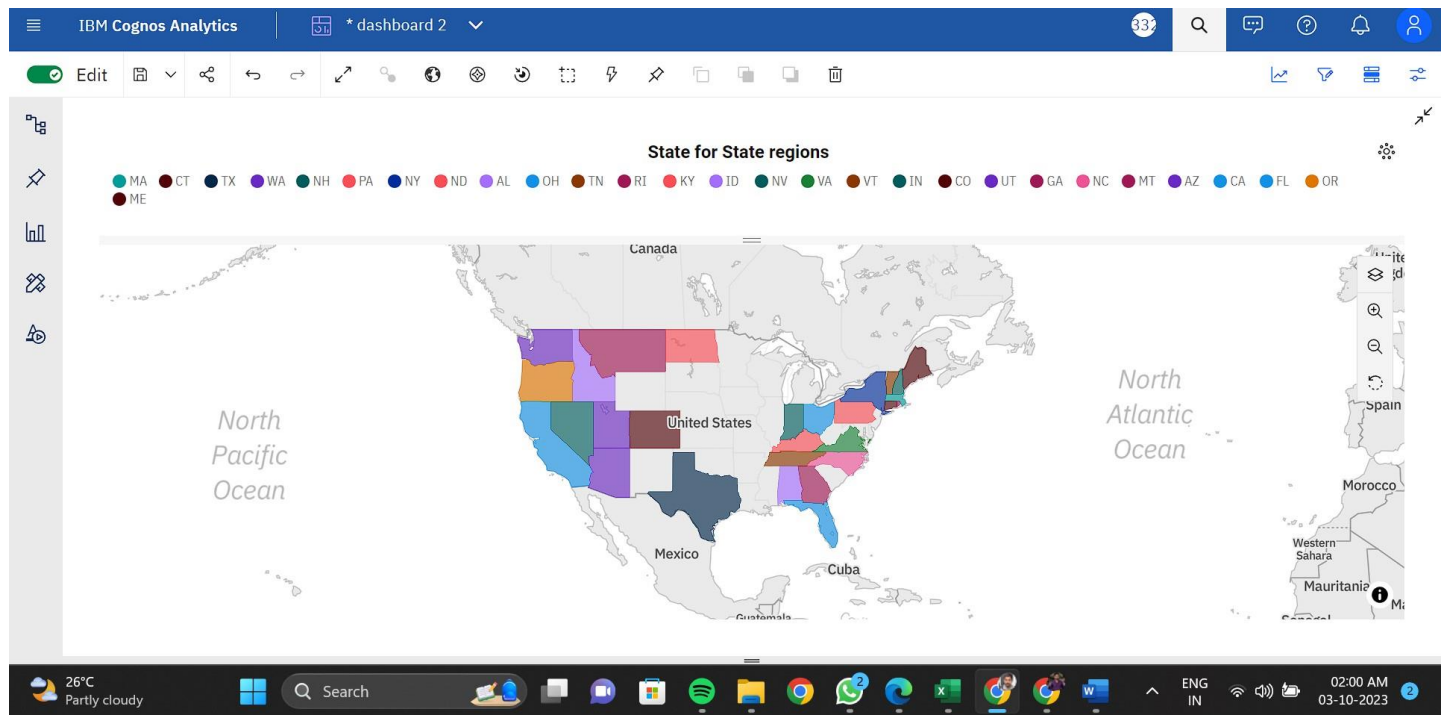 IBM Cognos Analytics
* dashboard 2
332
Edit
State for State regions
MA CT TX WA NH PA NY ND AL OH TN RI KY ID NV VA VT IN CO UT GA NC MT AZ CA FL OR
ME
Canada
United States
North
Pacific
Ocean
North
Atlantic
Ocean
Spain
Morocco
Mexico
Cuba
Western
Sahara
Mauritania
Guatemala
26°C
Partly cloudy
Search
2
ENG
IN
02:00 AM
03-10-2023
2